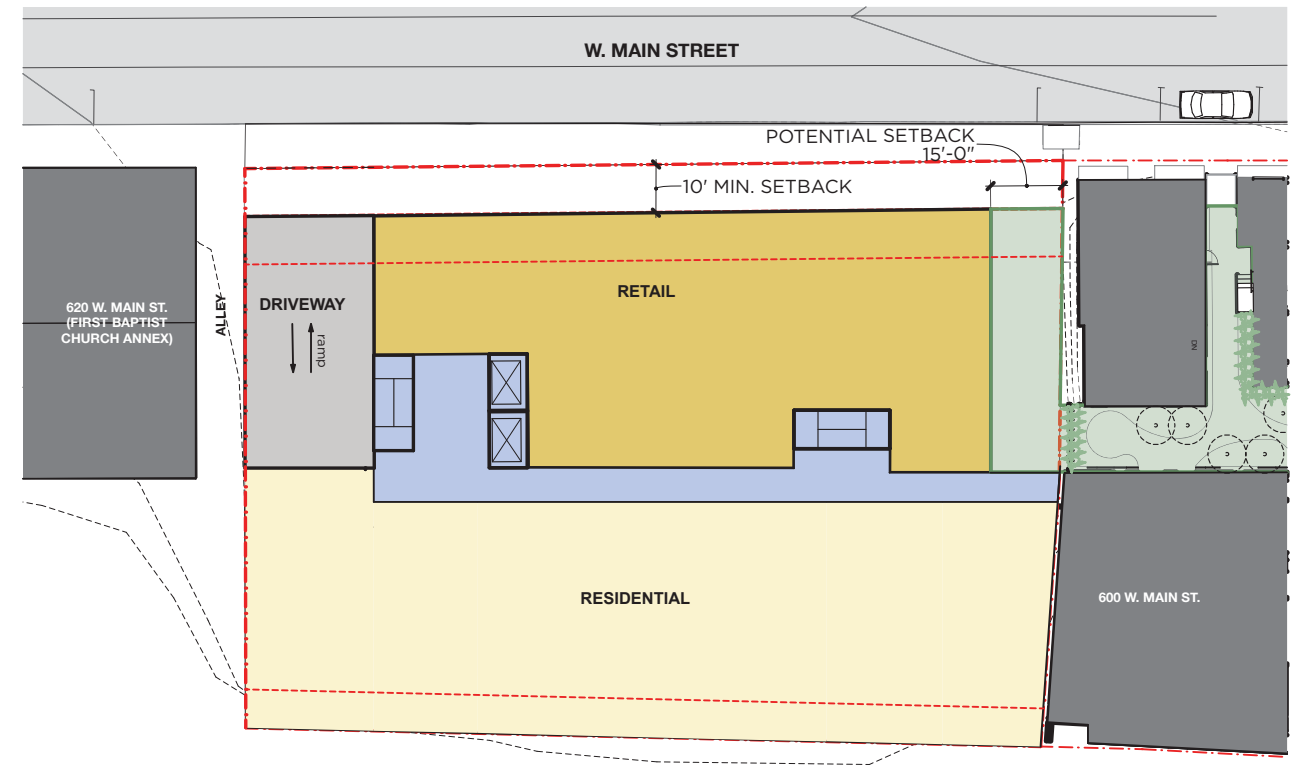 W. MAIN STREET
POTENTIAL SETBACK
15'-0"
10' MIN. SETBACK
620 W. MAIN ST.
(FIRST BAPTIST
CHURCH ANNEX)
ALLEY
DRIVEWAY
ramp
RETAIL
DN
RESIDENTIAL
600 W. MAIN ST.